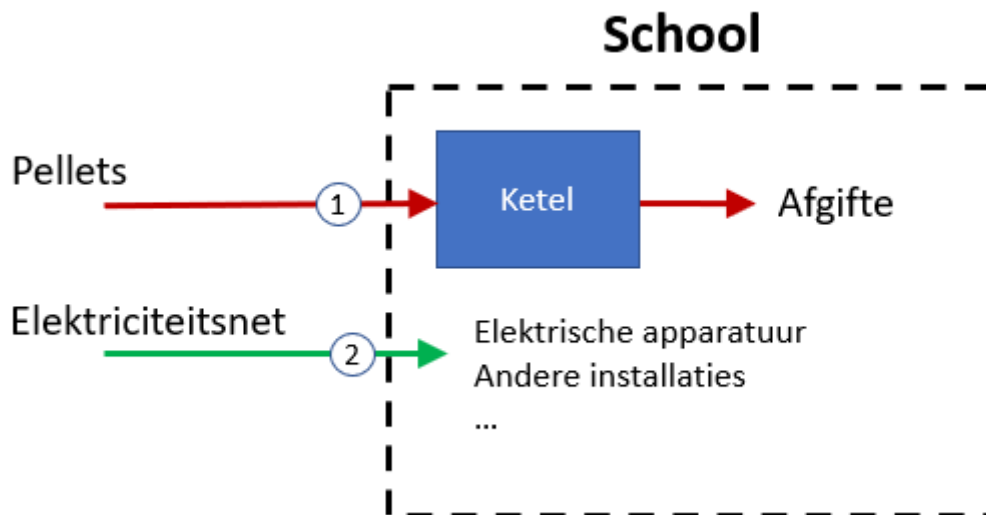 School
Pellets
1
Ketel
Afgifte
Elektriciteitsnet
2
Elektrische apparatuur
Andere installaties
...